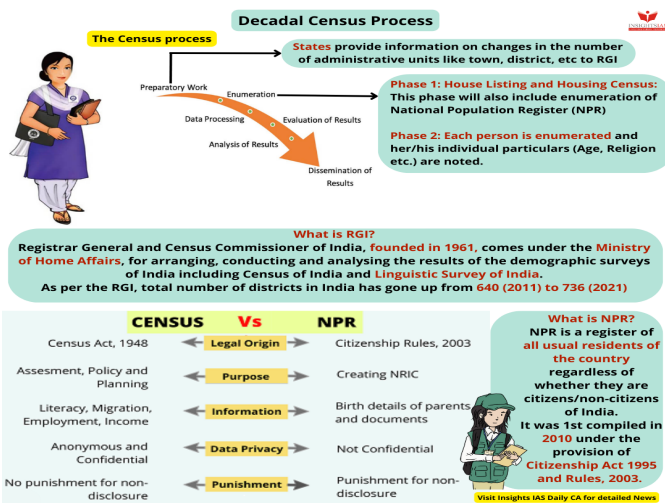 Decadal Census Process
INSIGHTSIAS
The Census process
States provide information on changes in the number
of administrative units like town, district, etc to RGI
Preparatory Work
Enumeration
Data Processing
Evaluation of Results
Analysis of Results
Dissemination of
Results
Phase 1: House Listing and Housing Census:
This phase will also include enumeration of
National Population Register (NPR)
Phase 2: Each person is enumerated and
her/his individual particulars (Age, Religion
etc.) are noted.
What is RGI?
Registrar General and Census Commissioner of India, founded in 1961, comes under the Ministry
of Home Affairs, for arranging, conducting and analysing the results of the demographic surveys
of India including Census of India and Linguistic Survey of India.
As per the RGI, total number of districts in India has gone up from 640 (2011) to 736 (2021)
CENSUS Vs NPR
Census Act, 1948 Legal Origin Citizenship Rules, 2003
Assesment, Policy and
Planning
Purpose
Creating NRIC
Literacy, Migration,
Employment, Income
Information
Birth details of parents
and documents
Anonymous and
Confidential
Data Privacy
Not Confidential
No punishment for non-
disclosure
Punishment
Punishment for non-
disclosure
What is NPR?
NPR is a register of
all usual residents of
the country
regardless of
whether they are
citizens/non-citizens
of India.
It was 1st compiled in
2010 under the
provision of
Citizenship Act 1995
and Rules, 2003.
Visit Insights IAS Daily CA for detailed News